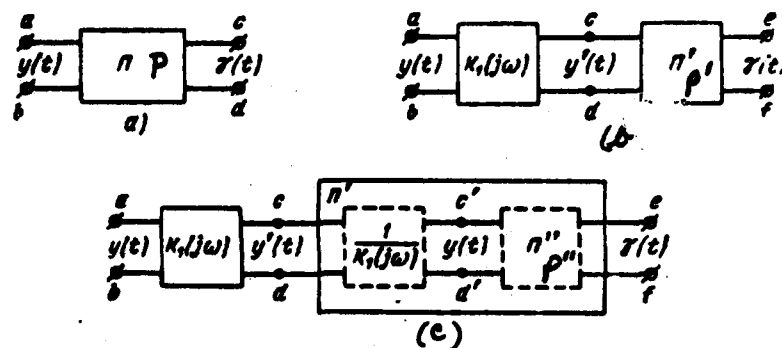 a c
y(t) п P γ(t)
b d
a)
a c e
y(t) K₁(jω) y'(t) п' P' γ(t)
b d f
(b
a c п' c' e
y(t) K₁(jω) y'(t) 1/K₁(jω) y(t) п'' P'' γ(t)
b d d' f
(c)